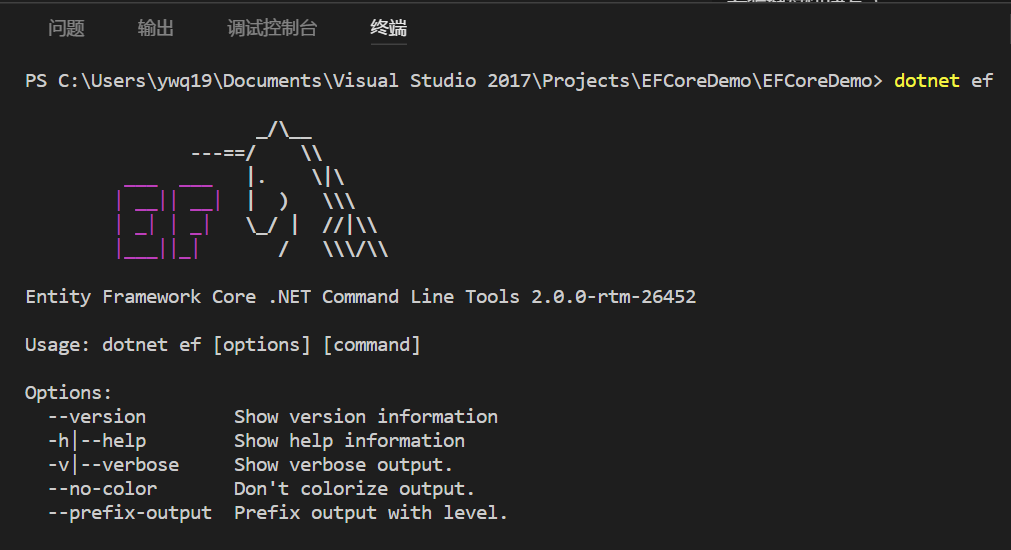 问题 输出 调试控制台 终端
PS C:\Users\ywq19\Documents\Visual Studio 2017\Projects\EFCoreDemo\EFCoreDemo> dotnet ef
                     _/\__
               ---==/    \\
         ___  ___   |.    \|\
        | __|| __|  |  )   \\\
        | _| | _|   \_/ |  //|\\
        |___||_|       /   \\\/\\
Entity Framework Core .NET Command Line Tools 2.0.0-rtm-26452
Usage: dotnet ef [options] [command]
Options:
  --version        Show version information
  -h|--help        Show help information
  -v|--verbose     Show verbose output.
  --no-color       Don't colorize output.
  --prefix-output  Prefix output with level.